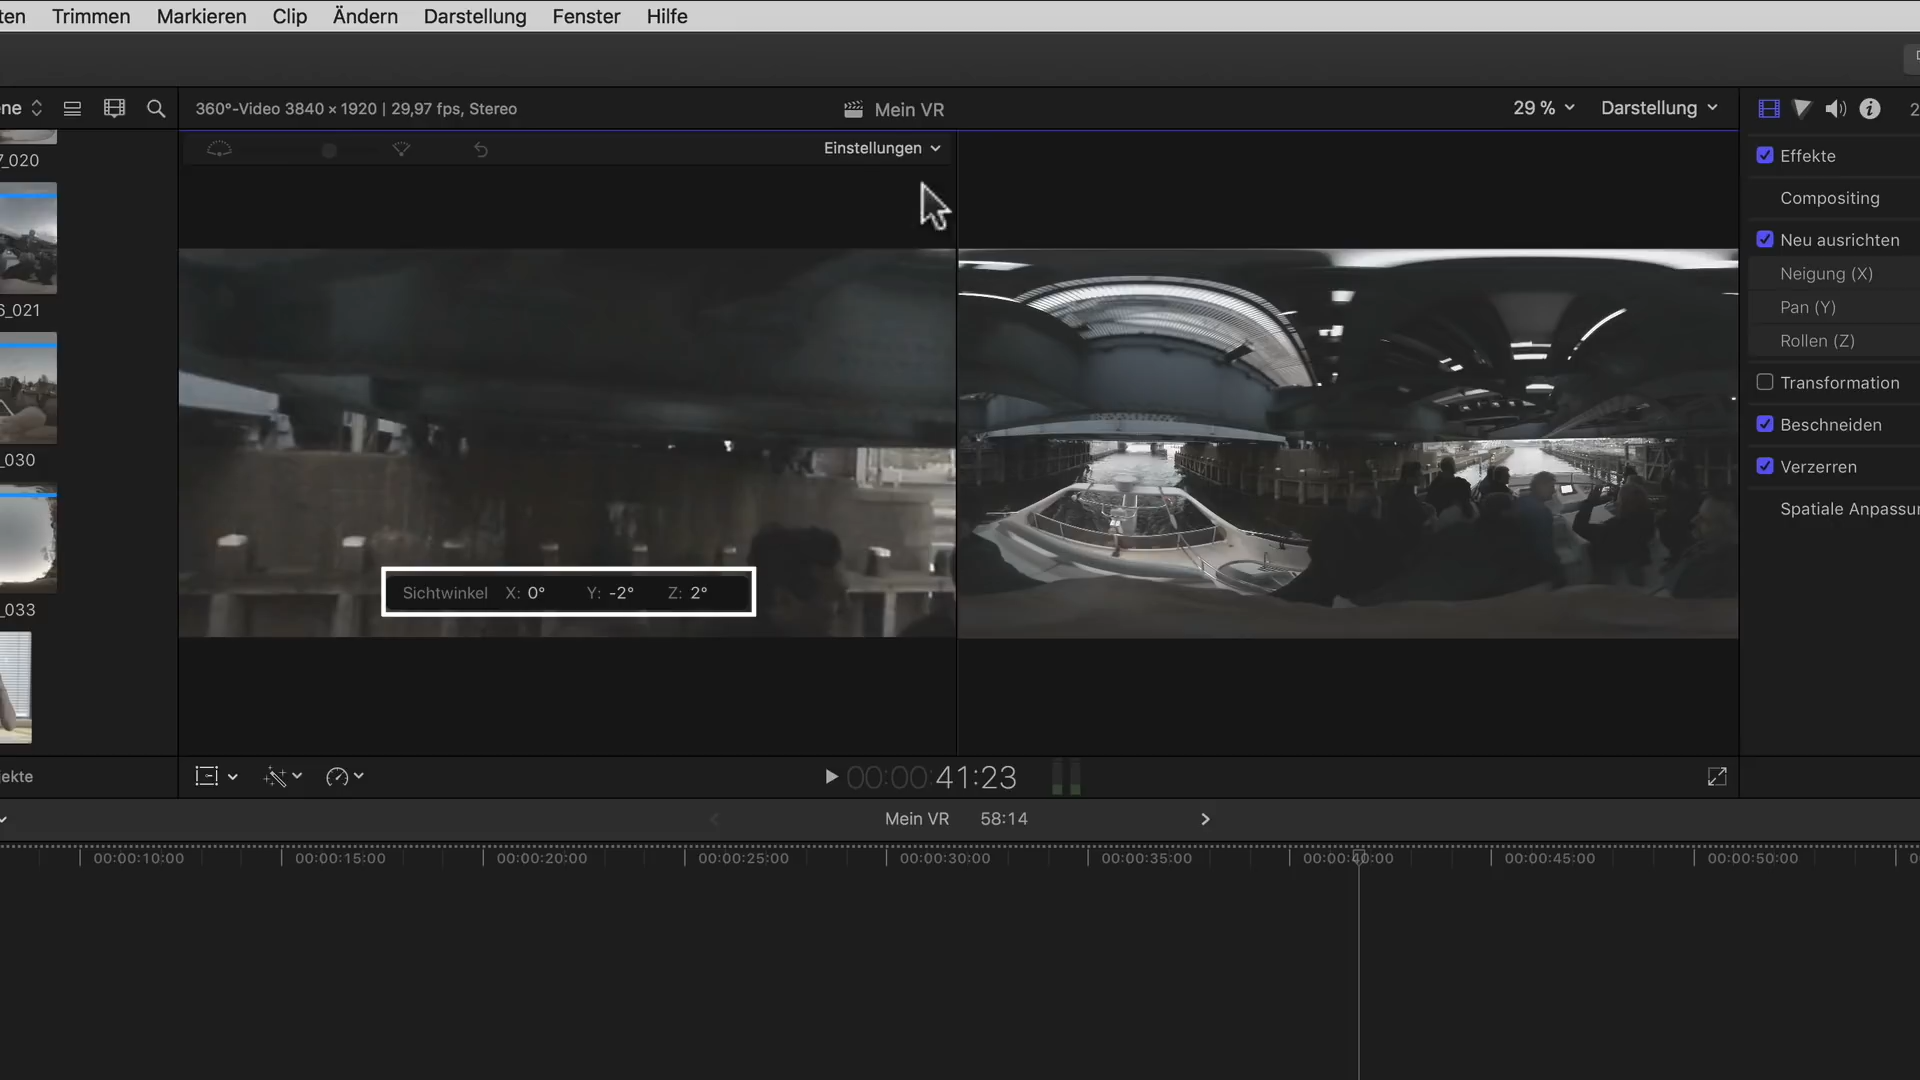 ten Trimmen Markieren Clip Ändern Darstellung Fenster Hilfe
ne
360°-Video 3840 × 1920 | 29,97 fps, Stereo
Mein VR
29 %
Darstellung
2
7_020
Einstellungen
Effekte
Compositing
Neu ausrichten
Neigung (X)
Pan (Y)
Rollen (Z)
Transformation
Beschneiden
Verzerren
Spatiale Anpassu
6_021
_030
_033
Sichtwinkel X: 0° Y: -2° Z: 2°
jekte
00:00:41:23
Mein VR 58:14
00:00:10:00 00:00:15:00 00:00:20:00 00:00:25:00 00:00:30:00 00:00:35:00 00:00:40:00 00:00:45:00 00:00:50:00